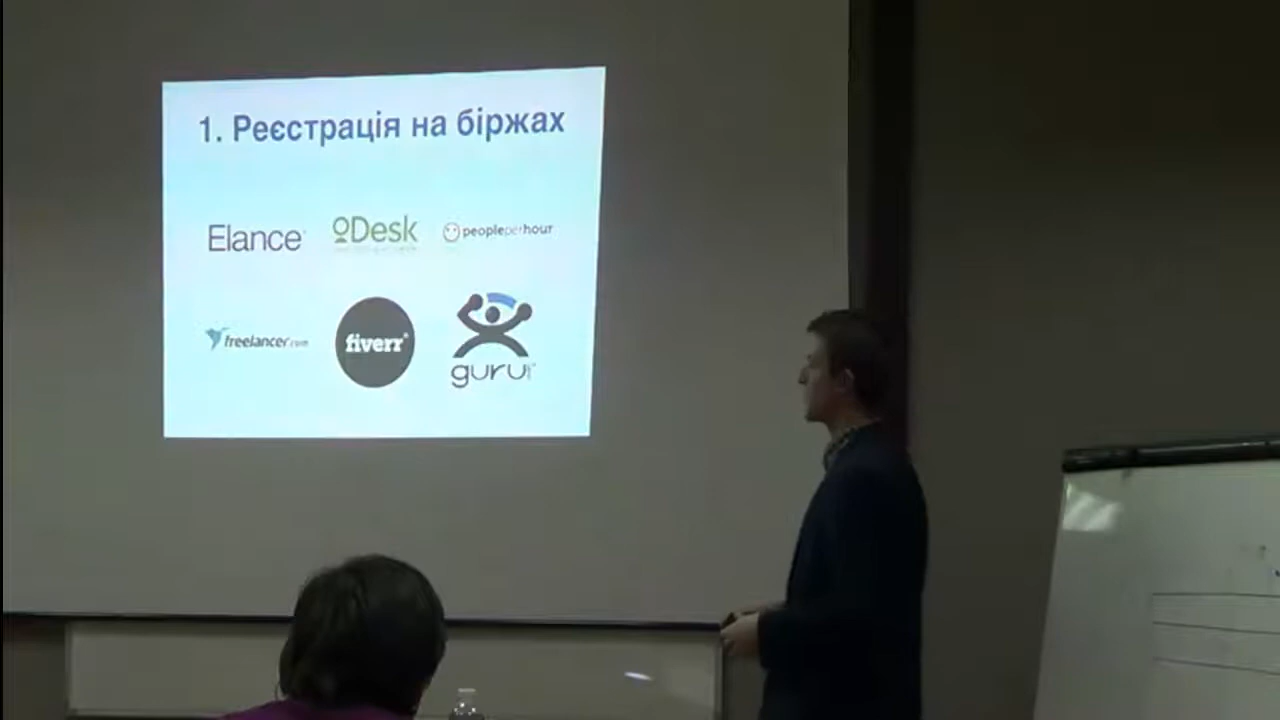 1. Реєстрація на біржах
Elance
oDesk
peopleperhour
freelancer.com
fiverr
guru